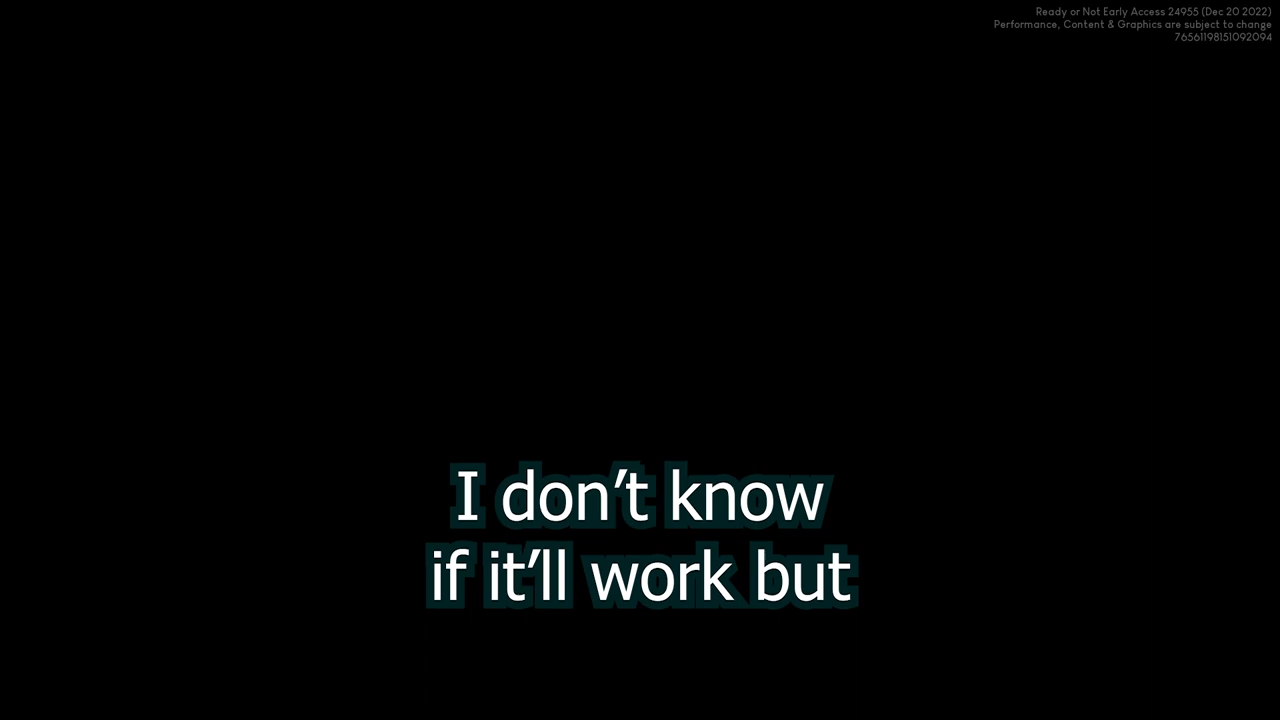 Ready or Not Early Access 24955 (Dec 20 2022)
Performance, Content & Graphics are subject to change
76561198151092094
I don’t know
if it’ll work but